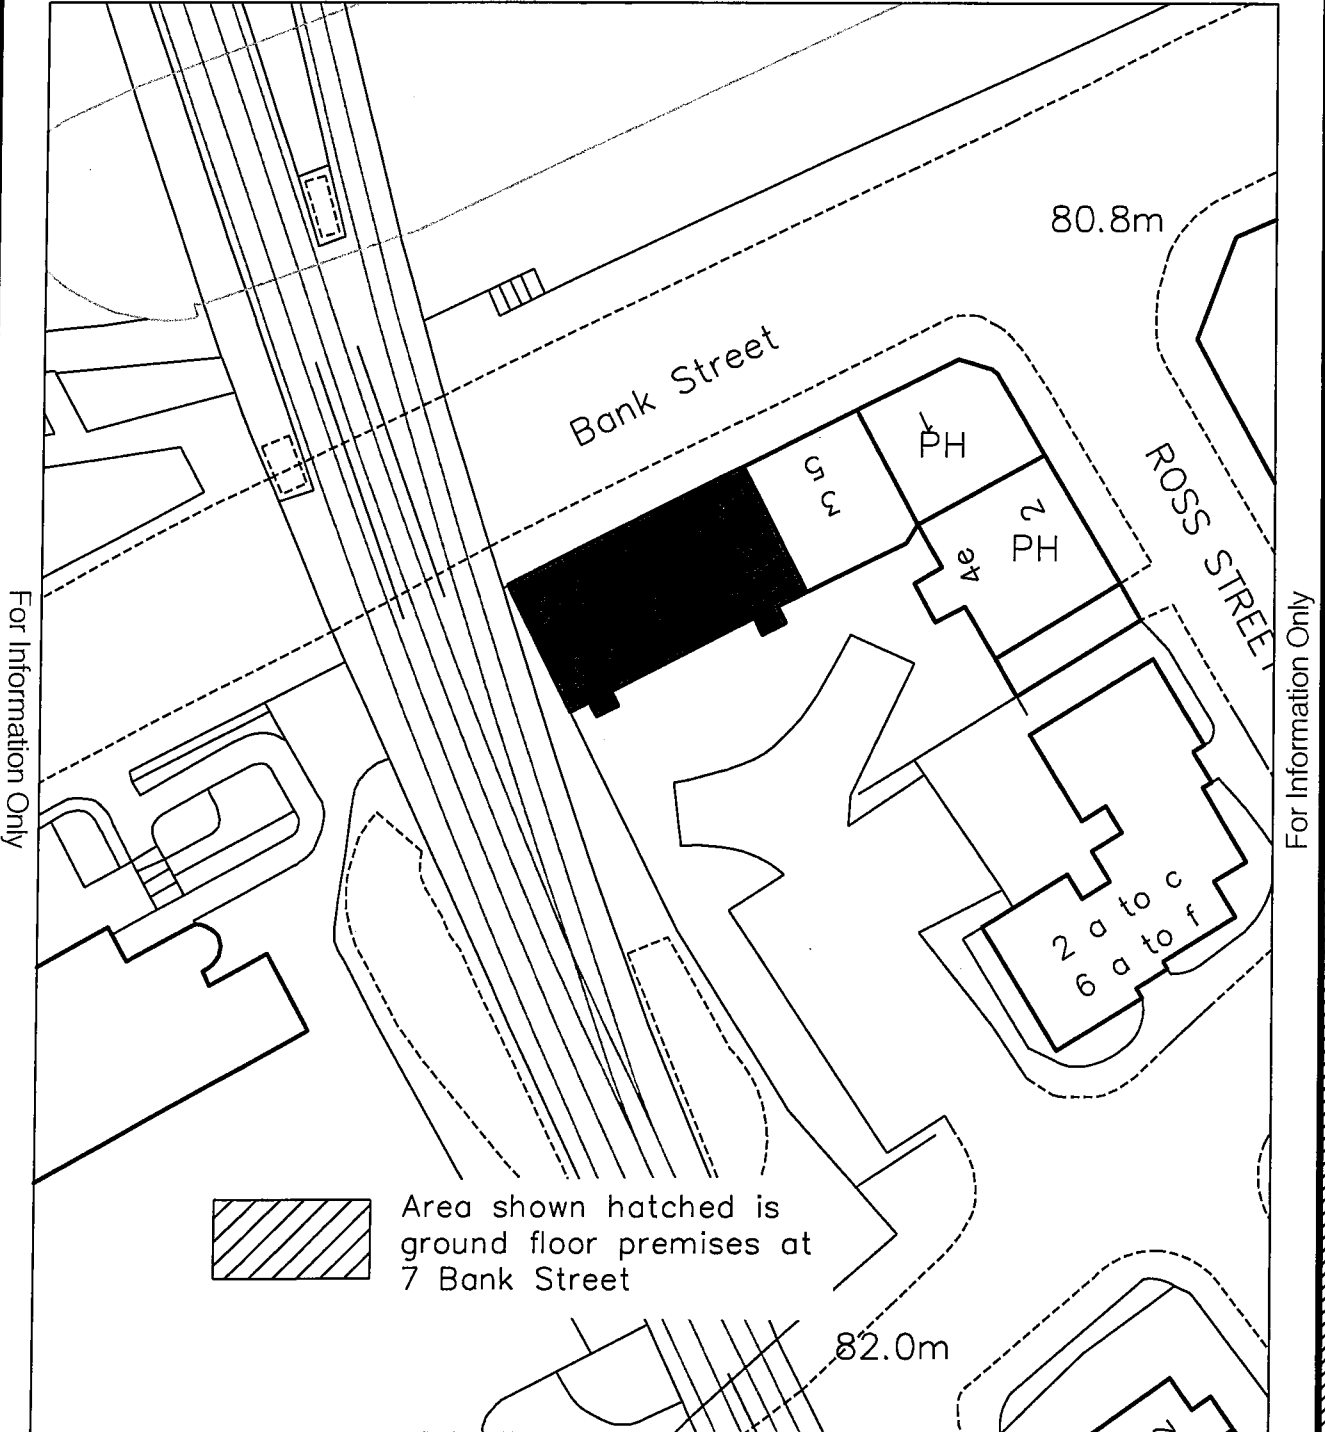 80.8m
Bank Street
1
PH
5
3
2
PH
4e
ROSS STREET
For Information Only
For Information Only
2 a to c
6 a to f
Area shown hatched is
ground floor premises at
7 Bank Street
82.0m